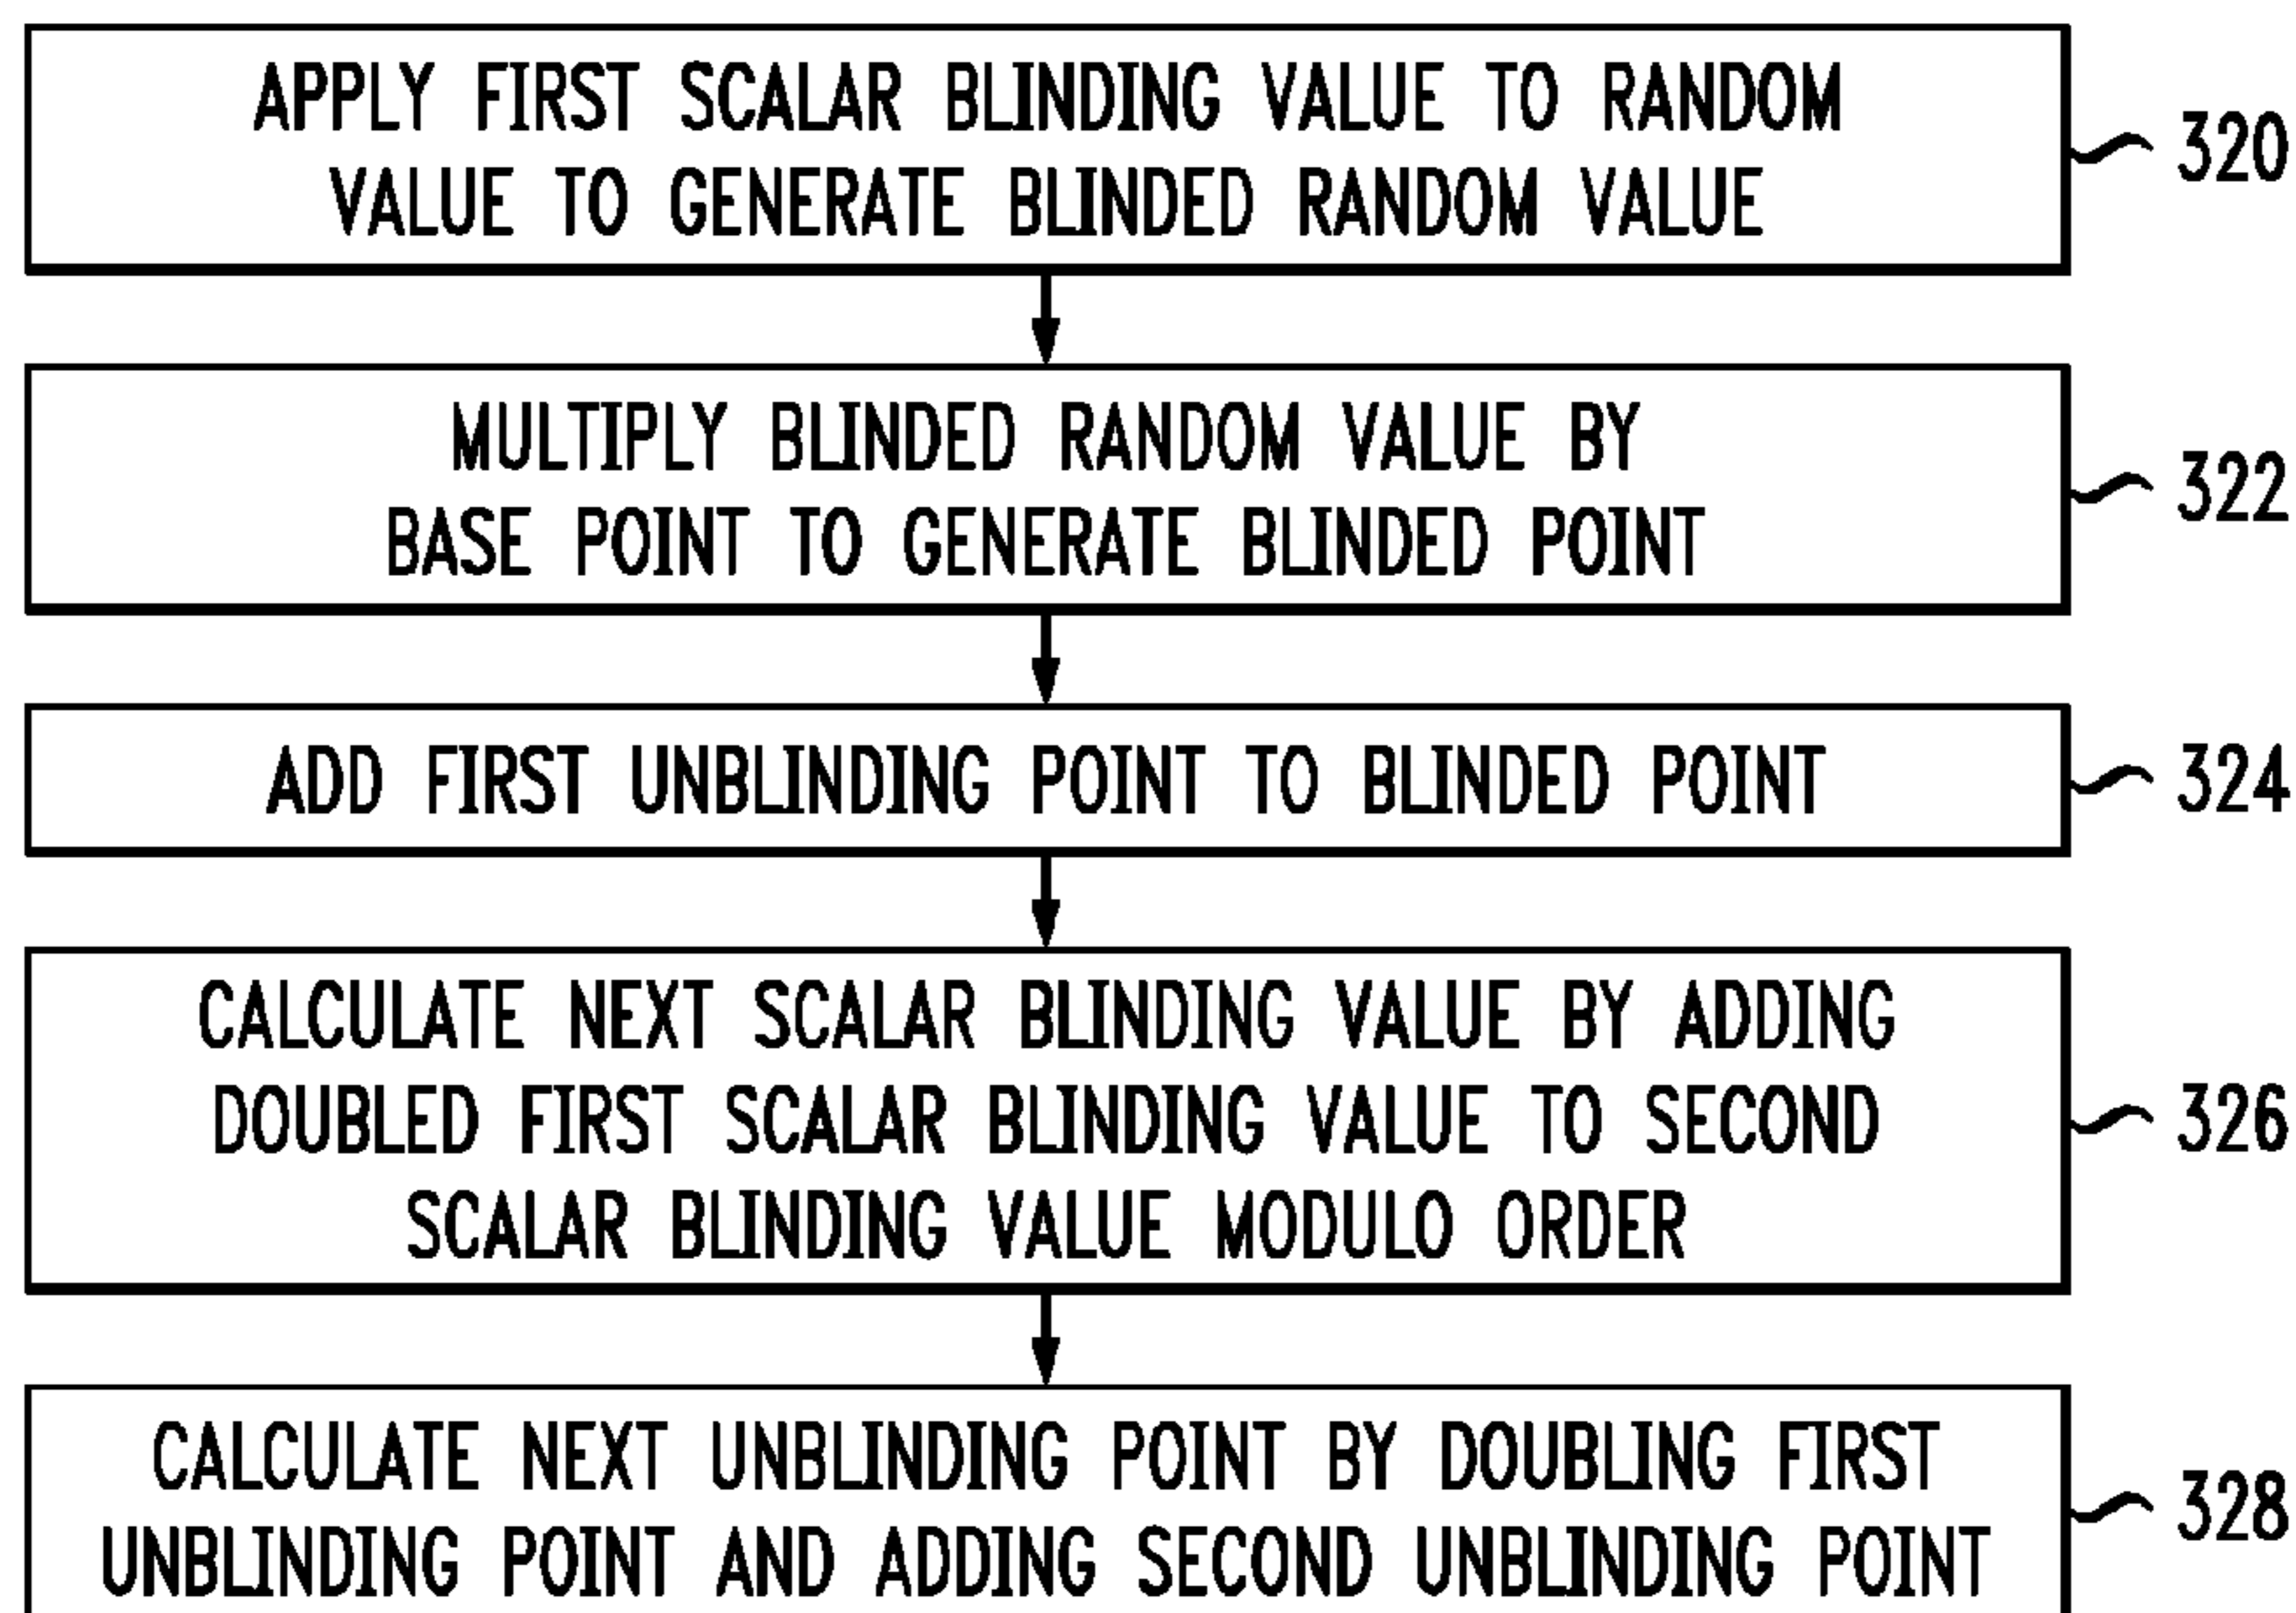 APPLY FIRST SCALAR BLINDING VALUE TO RANDOM
VALUE TO GENERATE BLINDED RANDOM VALUE
320
MULTIPLY BLINDED RANDOM VALUE BY
BASE POINT TO GENERATE BLINDED POINT
322
ADD FIRST UNBLINDING POINT TO BLINDED POINT
324
CALCULATE NEXT SCALAR BLINDING VALUE BY ADDING
DOUBLED FIRST SCALAR BLINDING VALUE TO SECOND
SCALAR BLINDING VALUE MODULO ORDER
326
CALCULATE NEXT UNBLINDING POINT BY DOUBLING FIRST
UNBLINDING POINT AND ADDING SECOND UNBLINDING POINT
328